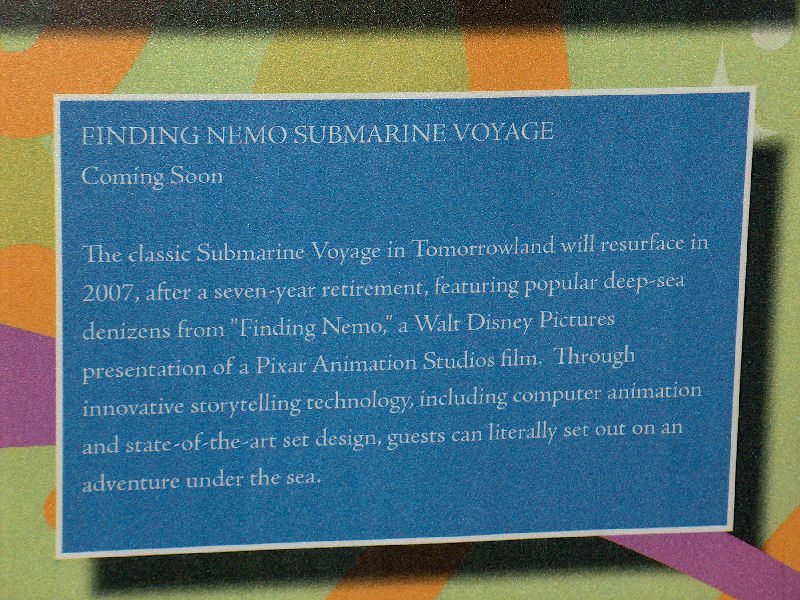 FINDING NEMO SUBMARINE VOYAGE
Coming Soon
The classic Submarine Voyage in Tomorrowland will resurface in
2007, after a seven-year retirement, featuring popular deep-sea
denizens from "Finding Nemo," a Walt Disney Pictures
presentation of a Pixar Animation Studios film. Through
innovative storytelling technology, including computer animation
and state-of-the-art set design, guests can literally set out on an
adventure under the sea.